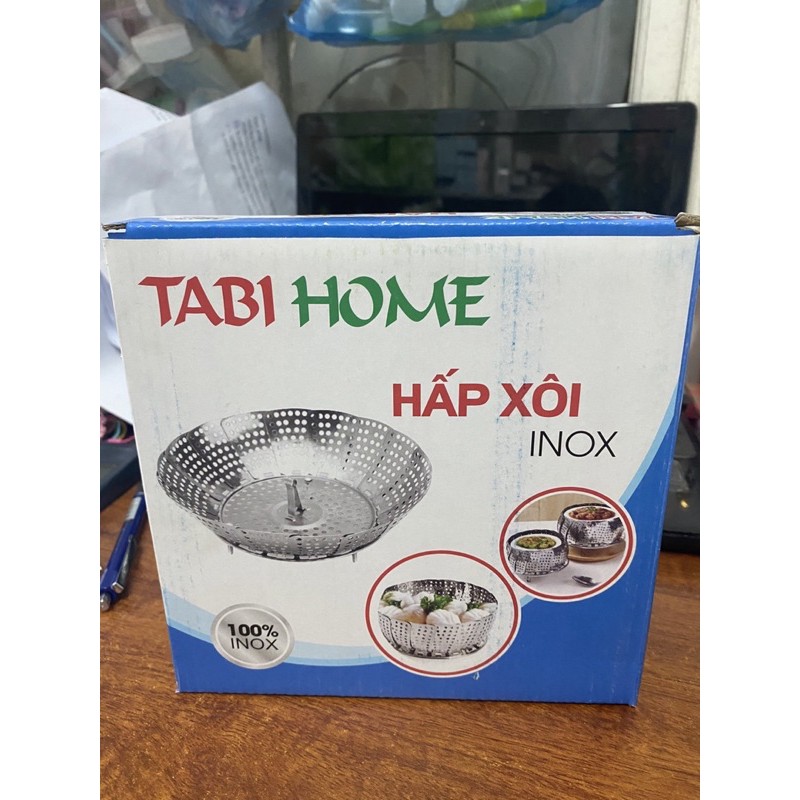 TABI HOME
HẤP XÔI
INOX
100%
INOX